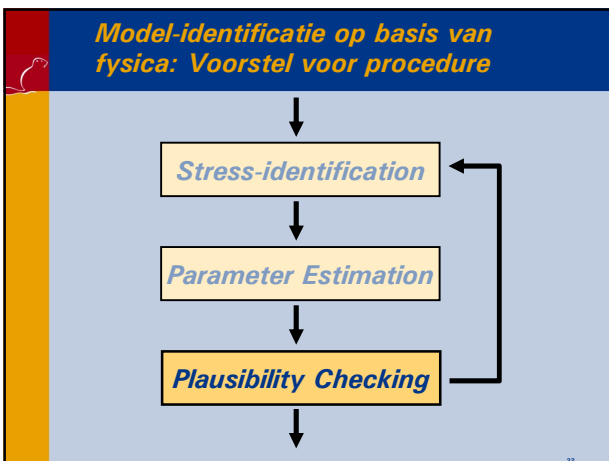 Model-identificatie op basis van
fysica: Voorstel voor procedure
Stress-identification
Parameter Estimation
Plausibility Checking